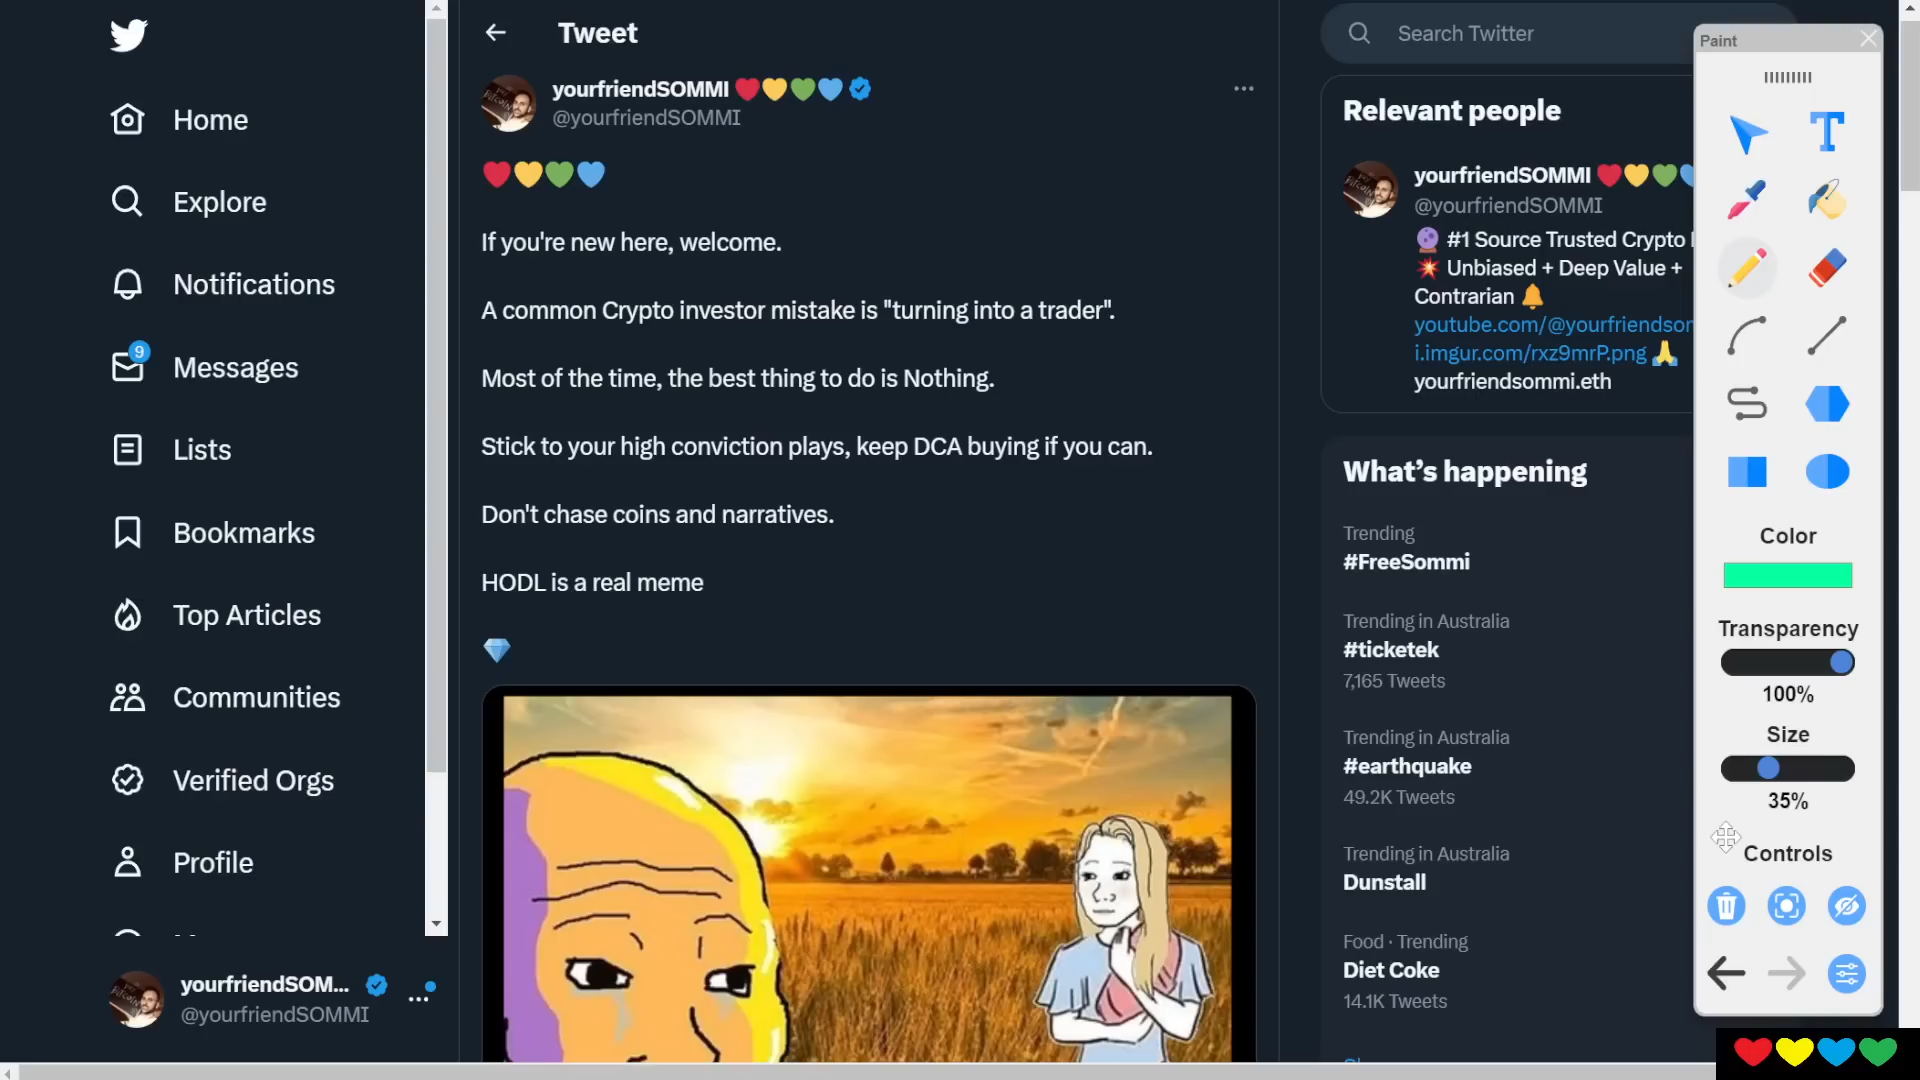 Home
Explore
Notifications
9
Messages
Lists
Bookmarks
Top Articles
Communities
Verified Orgs
Profile
yourfriendSOM...
@yourfriendSOMMI
Tweet
yourfriendSOMMI
@yourfriendSOMMI
If you're new here, welcome.
A common Crypto investor mistake is "turning into a trader".
Most of the time, the best thing to do is Nothing.
Stick to your high conviction plays, keep DCA buying if you can.
Don't chase coins and narratives.
HODL is a real meme
Search Twitter
Relevant people
yourfriendSOMMI
@yourfriendSOMMI
#1 Source Trusted Crypto
Unbiased + Deep Value +
Contrarian
youtube.com/@yourfriendsom
i.imgur.com/rxz9mrP.png
yourfriendsommi.eth
What's happening
Trending
#FreeSommi
Trending in Australia
#ticketek
7,165 Tweets
Trending in Australia
#earthquake
49.2K Tweets
Trending in Australia
Dunstall
Food · Trending
Diet Coke
14.1K Tweets
Paint
Color
Transparency
100%
Size
35%
Controls